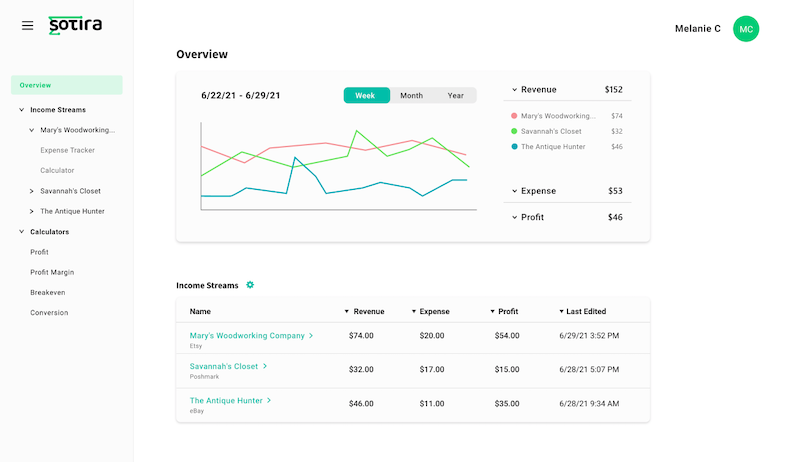 sotira
Melanie C
MC
Overview
Income Streams
Mary's Woodworking...
Expense Tracker
Calculator
Savannah's Closet
The Antique Hunter
Calculators
Profit
Profit Margin
Breakeven
Conversion
Overview
6/22/21 - 6/29/21
Week Month Year
Revenue $152
Mary's Woodworking... $74
Savannah's Closet $32
The Antique Hunter $46
Expense $53
Profit $46
Income Streams
Name Revenue Expense Profit Last Edited
Mary's Woodworking Company $74.00 $20.00 $54.00 6/29/21 3:52 PM
Etsy
Savannah's Closet $32.00 $17.00 $15.00 6/28/21 5:07 PM
Poshmark
The Antique Hunter $46.00 $11.00 $35.00 6/28/21 9:34 AM
eBay